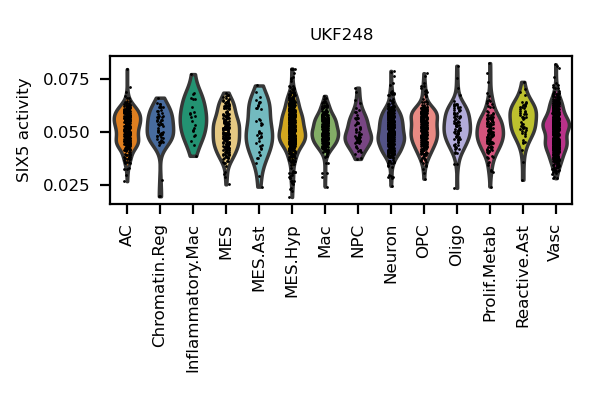 UKF248
SIX5 activity
0.075
0.050
0.025
AC
Chromatin.Reg
Inflammatory.Mac
MES
MES.Ast
MES.Hyp
Mac
NPC
Neuron
OPC
Oligo
Prolif.Metab
Reactive.Ast
Vasc